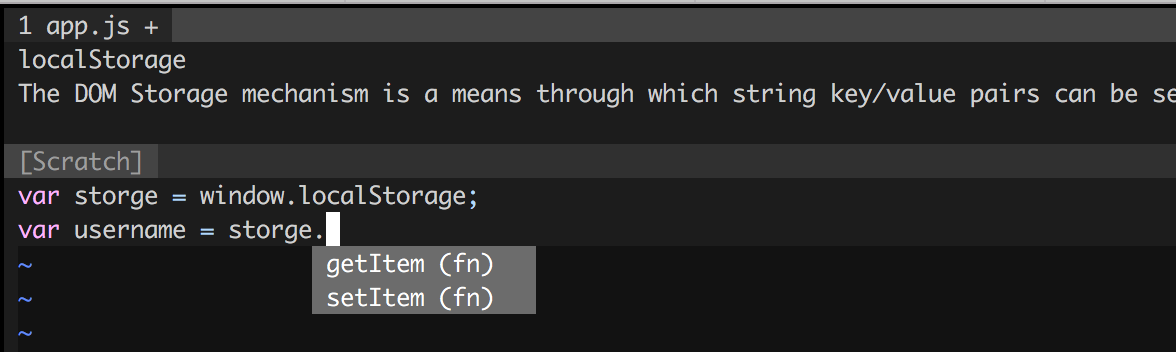 1 app.js +
localStorage
The DOM Storage mechanism is a means through which string key/value pairs can be se
[Scratch]
var storge = window.localStorage;
var username = storge.
~ getItem (fn)
~ setItem (fn)
~